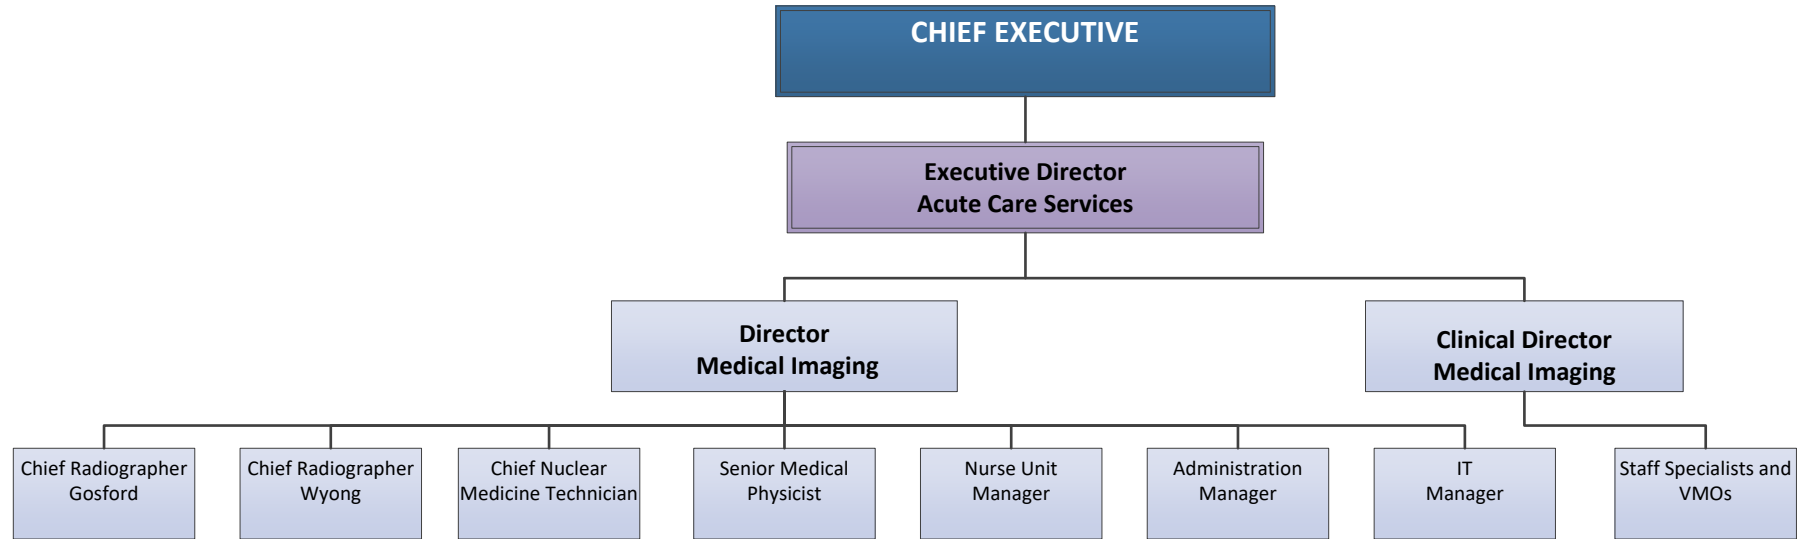 CHIEF EXECUTIVE
Executive Director
Acute Care Services
Director
Medical Imaging
Clinical Director
Medical Imaging
Chief Radiographer
Gosford
Chief Radiographer
Wyong
Chief Nuclear
Medicine Technician
Senior Medical
Physicist
Nurse Unit
Manager
Administration
Manager
IT
Manager
Staff Specialists and
VMOs